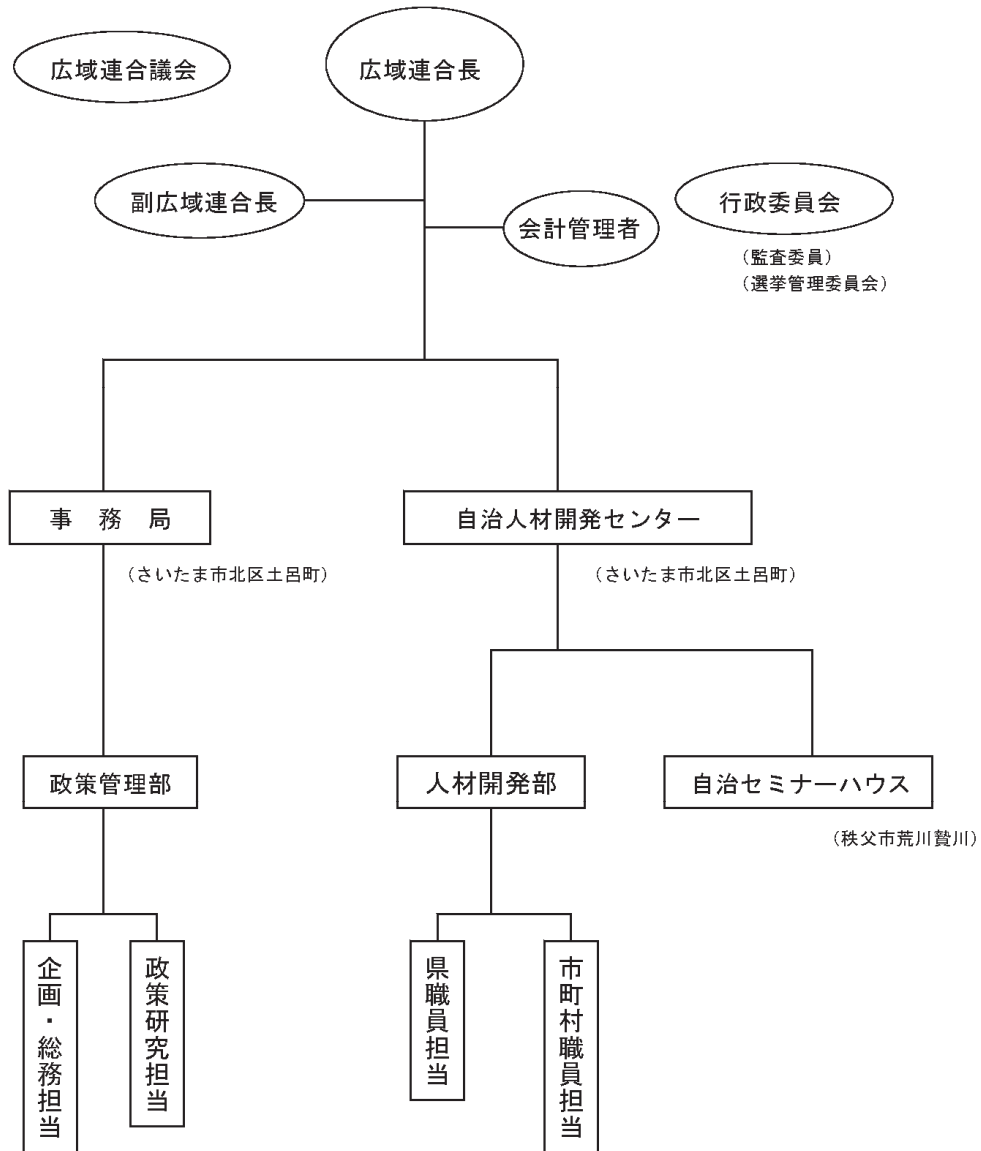 広域連合議会
広域連合長
副広域連合長
会計管理者
行政委員会
（監査委員）
（選挙管理委員会）
事　務　局
自治人材開発センター
（さいたま市北区土呂町）
（さいたま市北区土呂町）
政策管理部
人材開発部
自治セミナーハウス
（秩父市荒川贄川）
企画・総務担当
政策研究担当
県職員担当
市町村職員担当